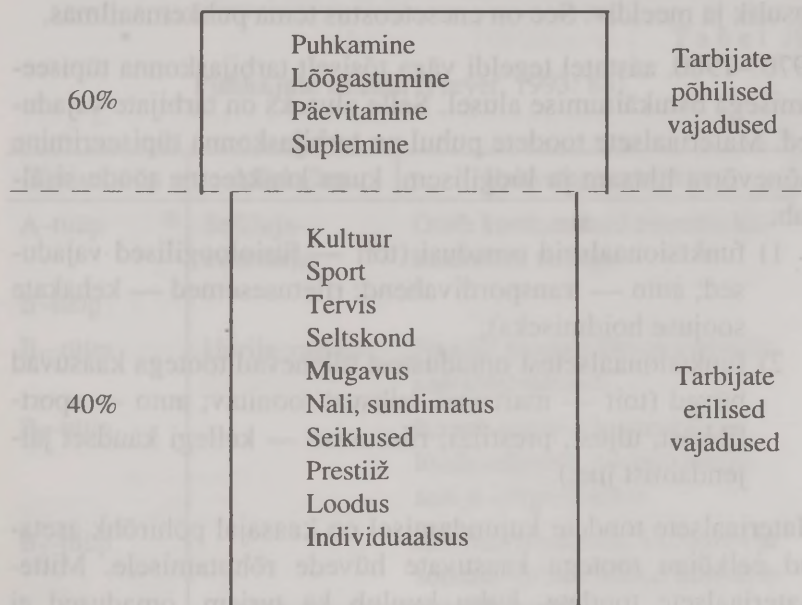 60%
Puhkamine
Lõõgastumine
Päevitamine
Suplemine
Tarbijate
põhilised
vajadused
40%
Kultuur
Sport
Tervis
Seltskond
Mugavus
Nali, sundimatus
Seiklused
Prestiiž
Loodus
Individuaalsus
Tarbijate
erilised
vajadused